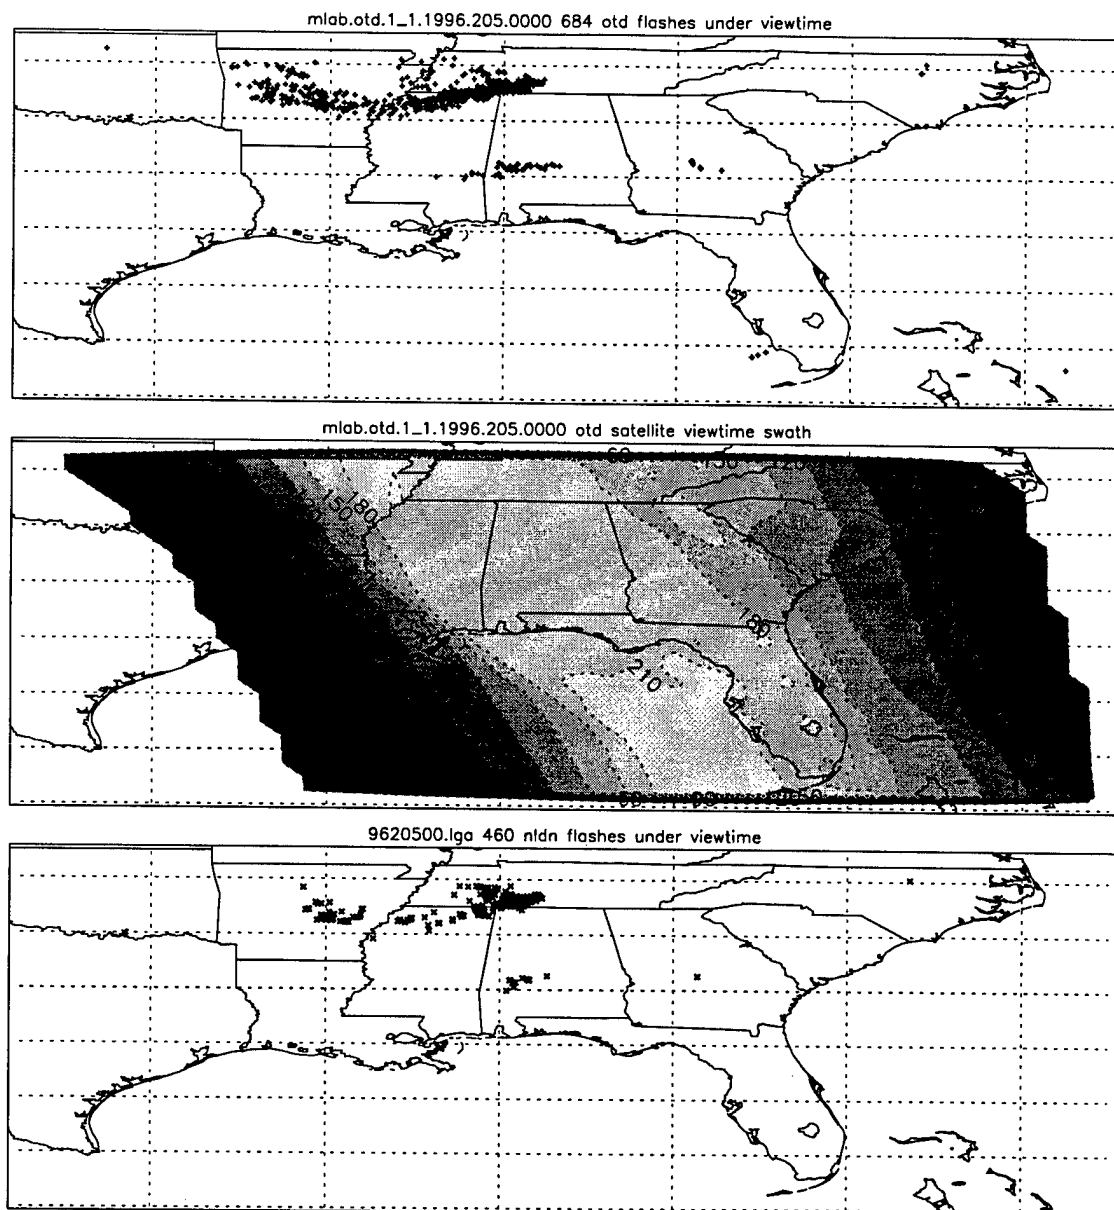 mlab.otd.1_1.1996.205.0000 684 otd flashes under viewtime
mlab.otd.1_1.1996.205.0000 otd satellite viewtime swath
150
180
180
210
9620500.lga 460 nldn flashes under viewtime